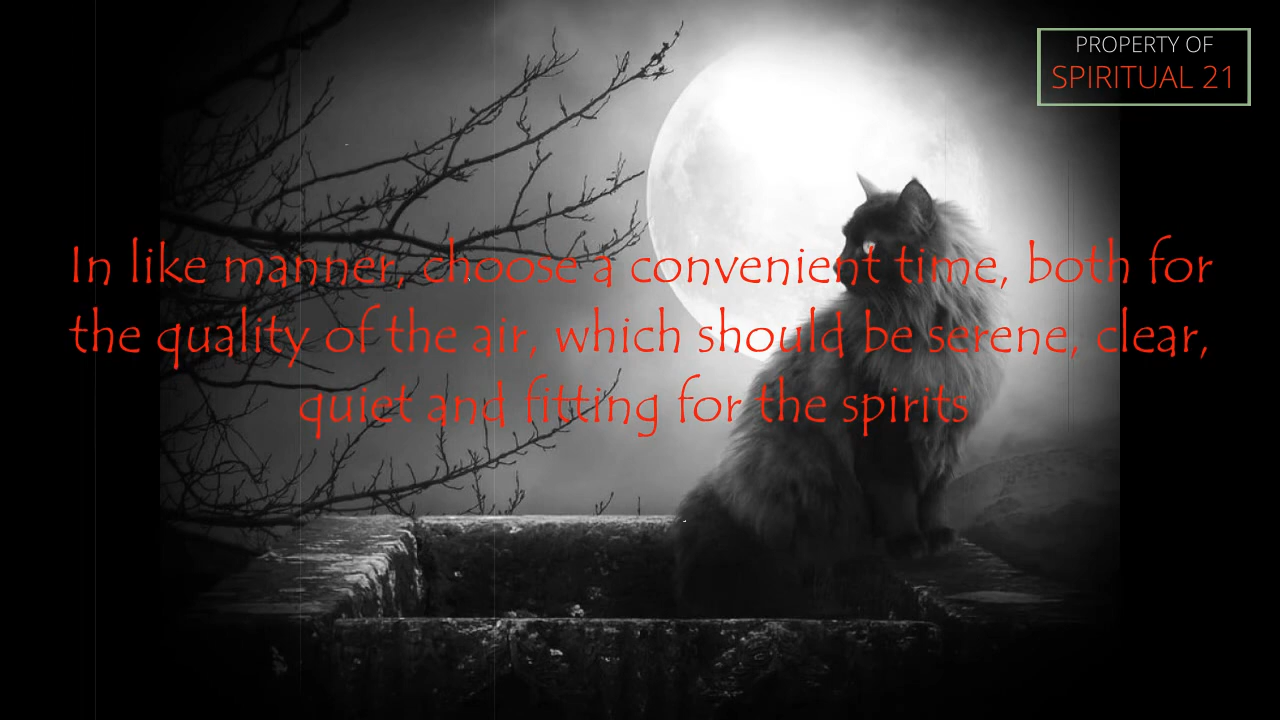 PROPERTY OF
SPIRITUAL 21
In like manner, choose a convenient time, both for
the quality of the air, which should be serene, clear,
quiet and fitting for the spirits